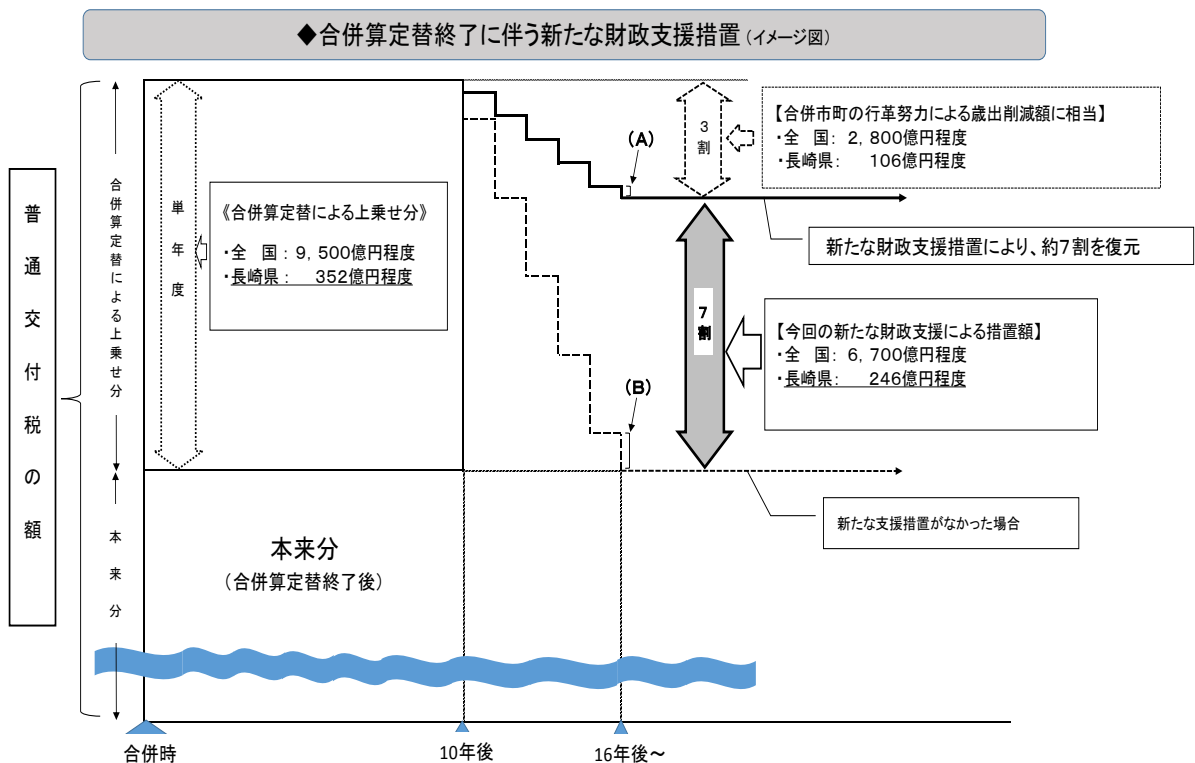 ◆合併算定替終了に伴う新たな財政支援措置(イメージ図)
普通交付税の額
合併算定替による上乗せ分
本来分
単年度
《合併算定替による上乗せ分》
・全　国：9,500億円程度
・長崎県：　352億円程度
(A)
3割
【合併市町の行革努力による歳出削減額に相当】
・全　国：2,800億円程度
・長崎県：　106億円程度
新たな財政支援措置により、約7割を復元
7割
【今回の新たな財政支援による措置額】
・全　国：6,700億円程度
・長崎県：　246億円程度
(B)
新たな支援措置がなかった場合
本来分
(合併算定替終了後)
合併時
10年後
16年後～